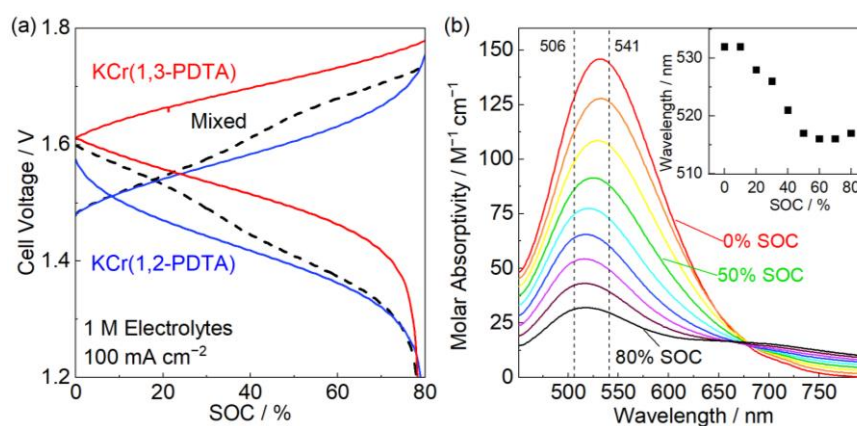 (a)
1.8
1.6
1.4
1.2
Cell Voltage / V
KCr(1,3-PDTA)
Mixed
KCr(1,2-PDTA)
1 M Electrolytes
100 mA cm⁻²
0 20 40 60 80
SOC / %
(b)
150
125
100
75
50
25
0
Molar Absorptivity / M⁻¹ cm⁻¹
506
541
530
520
510
Wavelength / nm
0 20 40 60 80
SOC / %
0% SOC
50% SOC
80% SOC
500 550 600 650 700 750
Wavelength / nm